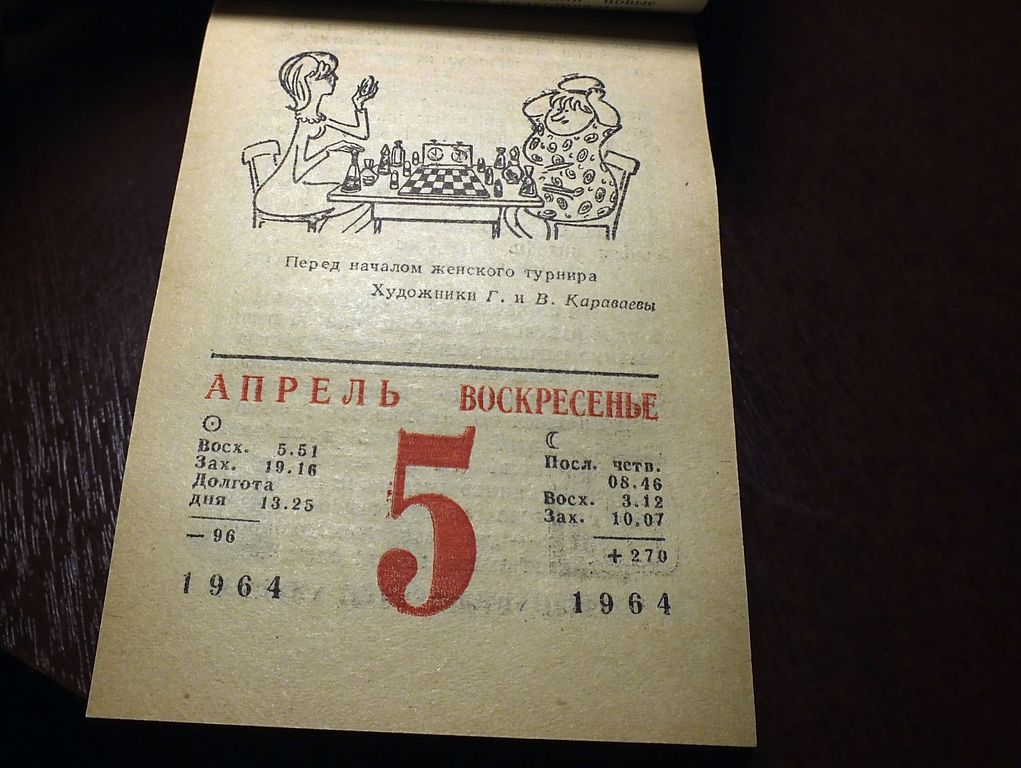 новые
Перед началом женского турнира
Художники Г. и В. Караваевы
АПРЕЛЬ ВОСКРЕСЕНЬЕ
5
Восх. 5.51
Зах. 19.16
Долгота
дня 13.25
— 96
1964
Посл. четв.
08.46
Восх. 3.12
Зах. 10.07
+ 270
1964